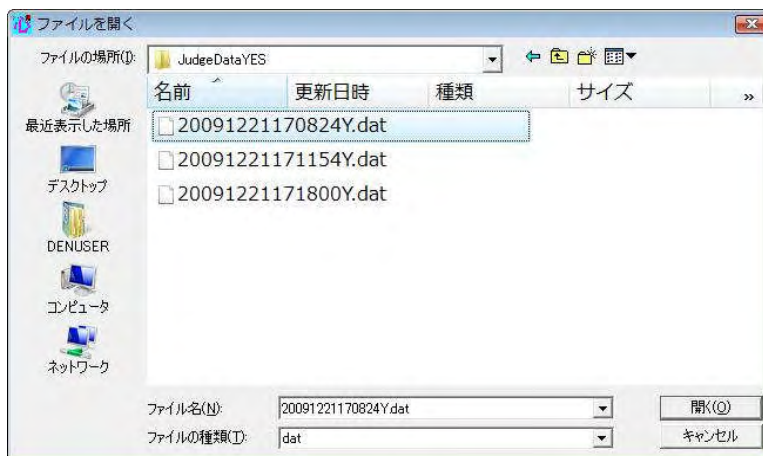 ファイルを開く
ファイルの場所(I):
JudgeDataYES
名前
更新日時
種類
サイズ
»
最近表示した場所
デスクトップ
DENUSER
コンピュータ
ネットワーク
20091221170824Y.dat
20091221171154Y.dat
20091221171800Y.dat
ファイル名(N):
20091221170824Y.dat
開く(O)
ファイルの種類(T):
dat
キャンセル